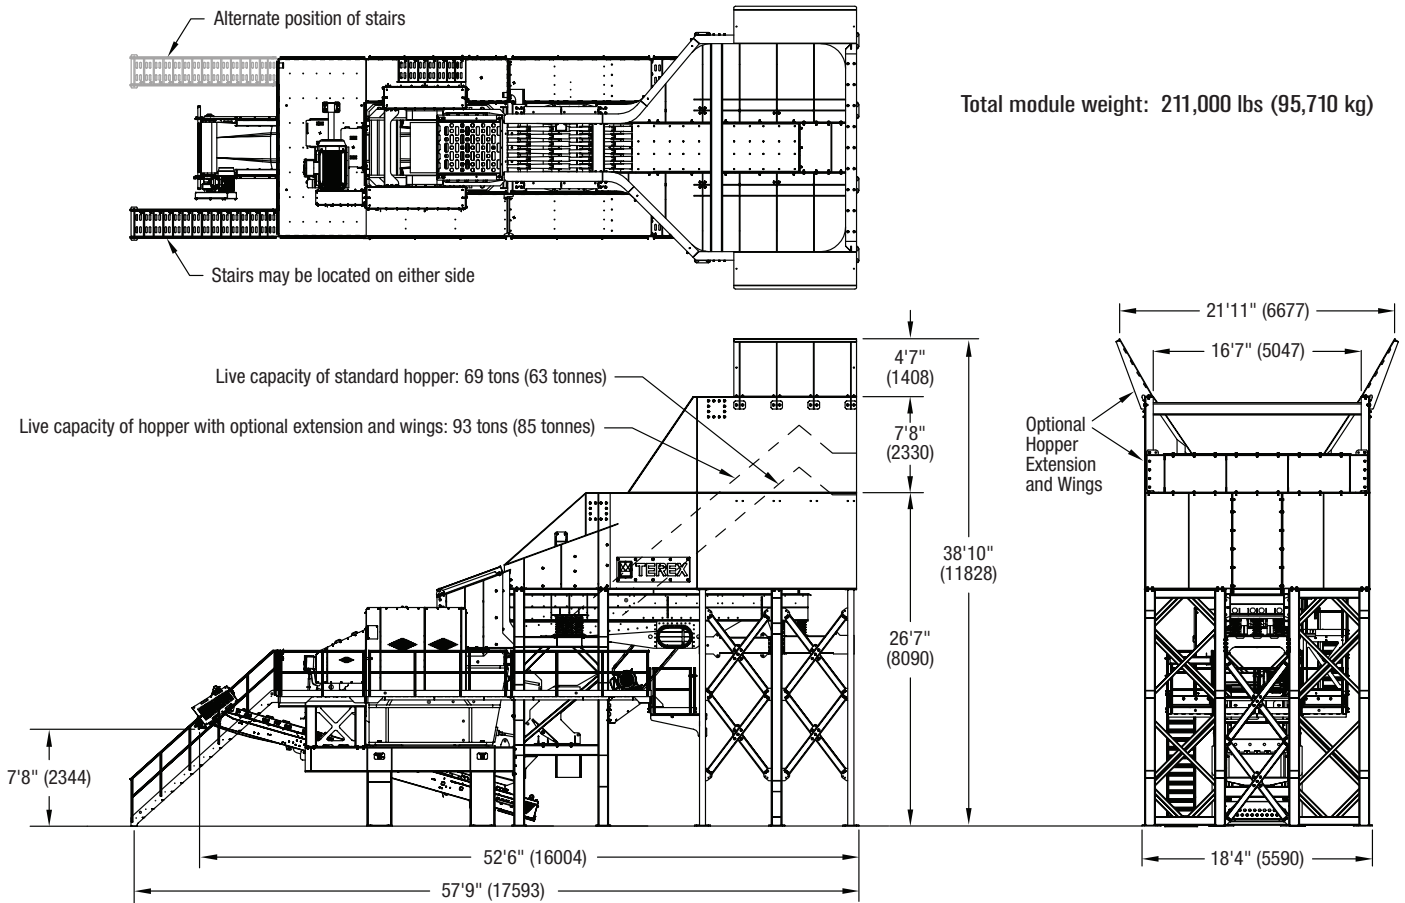 Alternate position of stairs
Total module weight: 211,000 lbs (95,710 kg)
Stairs may be located on either side
21'11" (6677)
16'7" (5047)
4'7"
(1408)
Live capacity of standard hopper: 69 tons (63 tonnes)
Live capacity of hopper with optional extension and wings: 93 tons (85 tonnes)
7'8"
(2330)
Optional
Hopper
Extension
and Wings
38'10"
(11828)
TEREX
26'7"
(8090)
7'8" (2344)
52'6" (16004)
18'4" (5590)
57'9" (17593)